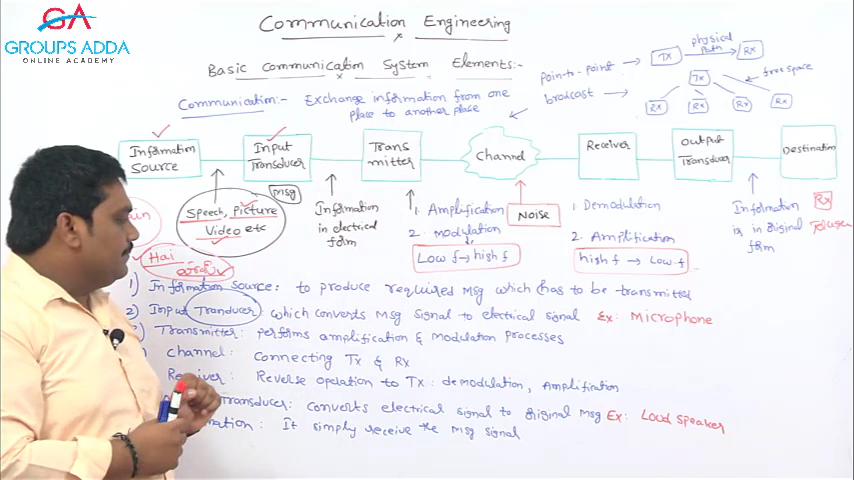 GA
GROUPS ADDA
ONLINE ACADEMY
Communication Engineering
Basic Communication System Elements:-
Communication:- Exchange information from one
place to another place
point-to-point
broadcast
Tx
physical
path
Rx
Tx
free space
Rx
Rx
Rx
Rx
Information
Source
Input
Transducer
Trans
mitter
Channel
Receiver
Output
Transducer
Destination
msg
Speech, Picture
Video etc
Information
in electrical
form
1. Amplification
2. modulation
Low f → high f
Noise
1. Demodulation
2. Amplification
high f → Low f
Information
is in original
form
Rx
Hai
1) Information Source: to produce required Msg which has to be transmitted
2) Input Tranducer: which converts Msg Signal to electrical signal Ex: Microphone
) Transmitter: performs amplification & Modulation processes
) Channel: Connecting Tx & Rx
Receiver: Reverse operation to Tx: demodulation, Amplification
Transducer: converts electrical signal to original Msg Ex: Loud Speaker
nation: It simply receive the Msg signal